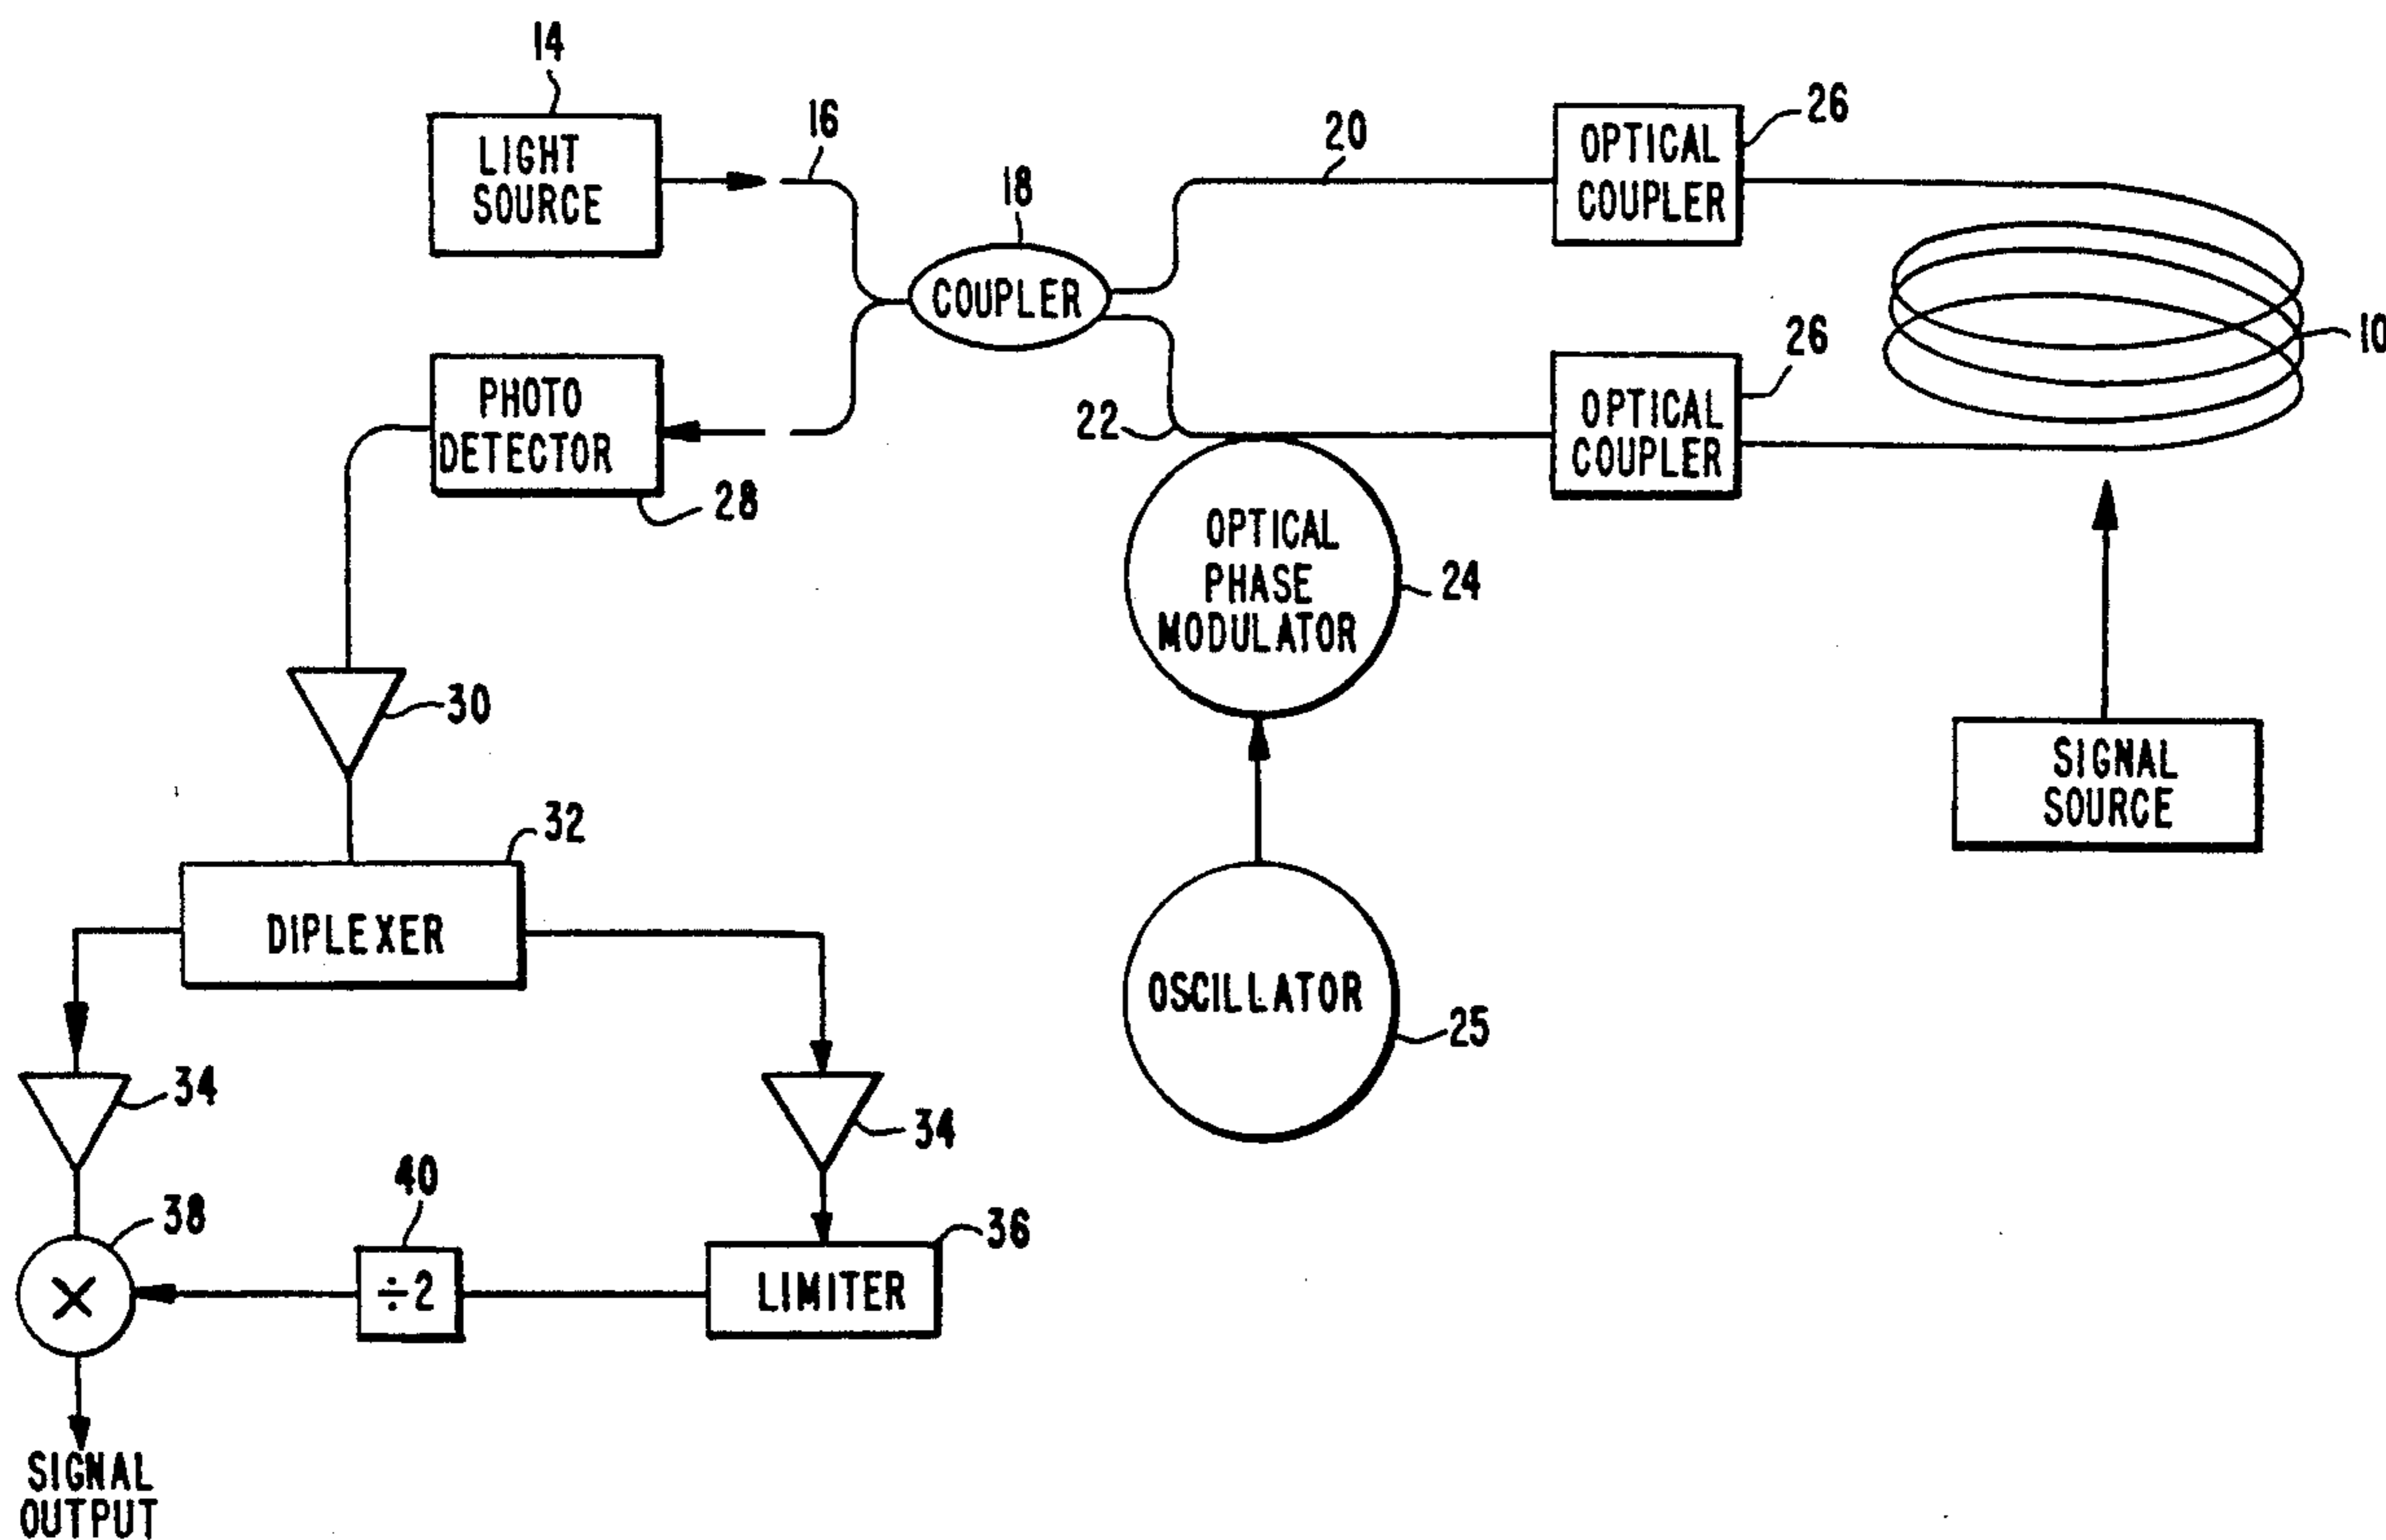 14
LIGHT
SOURCE
16
18
COUPLER
20
OPTICAL
COUPLER
26
10
PHOTO
DETECTOR
28
22
OPTICAL
COUPLER
26
OPTICAL
PHASE
MODULATOR
24
30
SIGNAL
SOURCE
32
DIPLEXER
OSCILLATOR
25
34
34
38
40
36
X
÷2
LIMITER
SIGNAL
OUTPUT